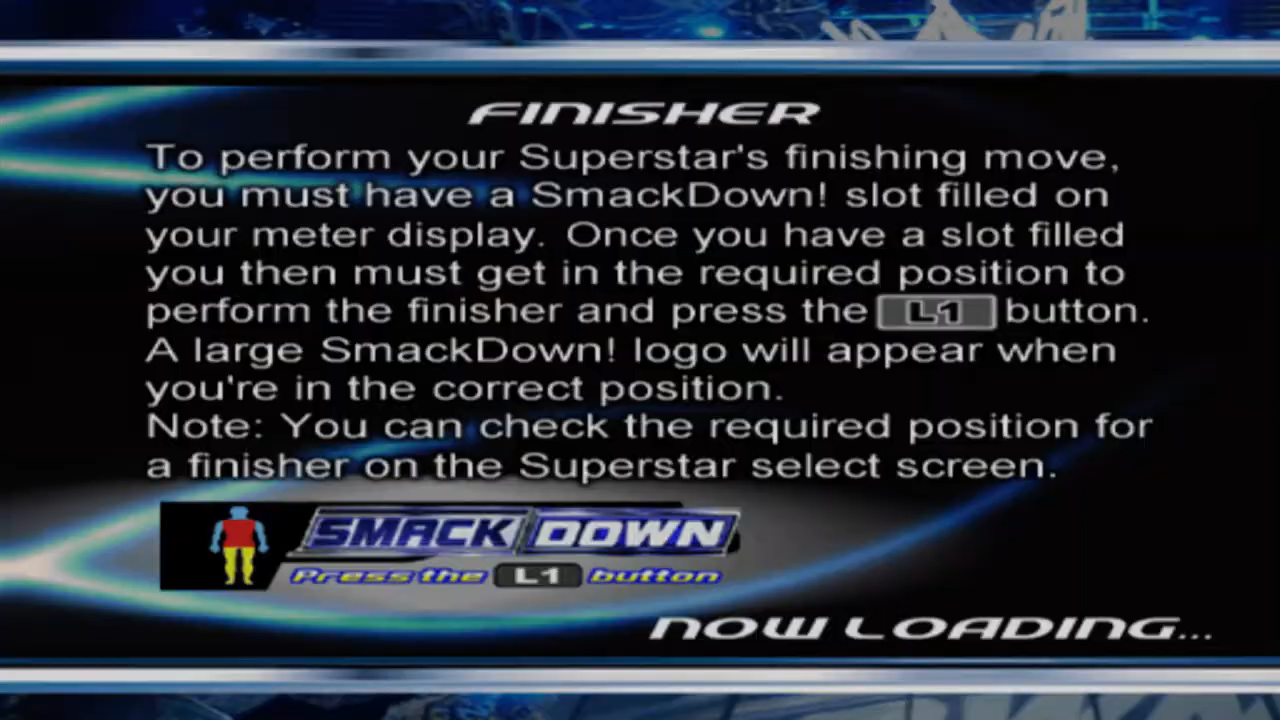 FINISHER
To perform your Superstar's finishing move,
you must have a SmackDown! slot filled on
your meter display. Once you have a slot filled
you then must get in the required position to
perform the finisher and press the L1 button.
A large SmackDown! logo will appear when
you're in the correct position.
Note: You can check the required position for
a finisher on the Superstar select screen.
SMACK DOWN
Press the L1 button
NOW LOADING...